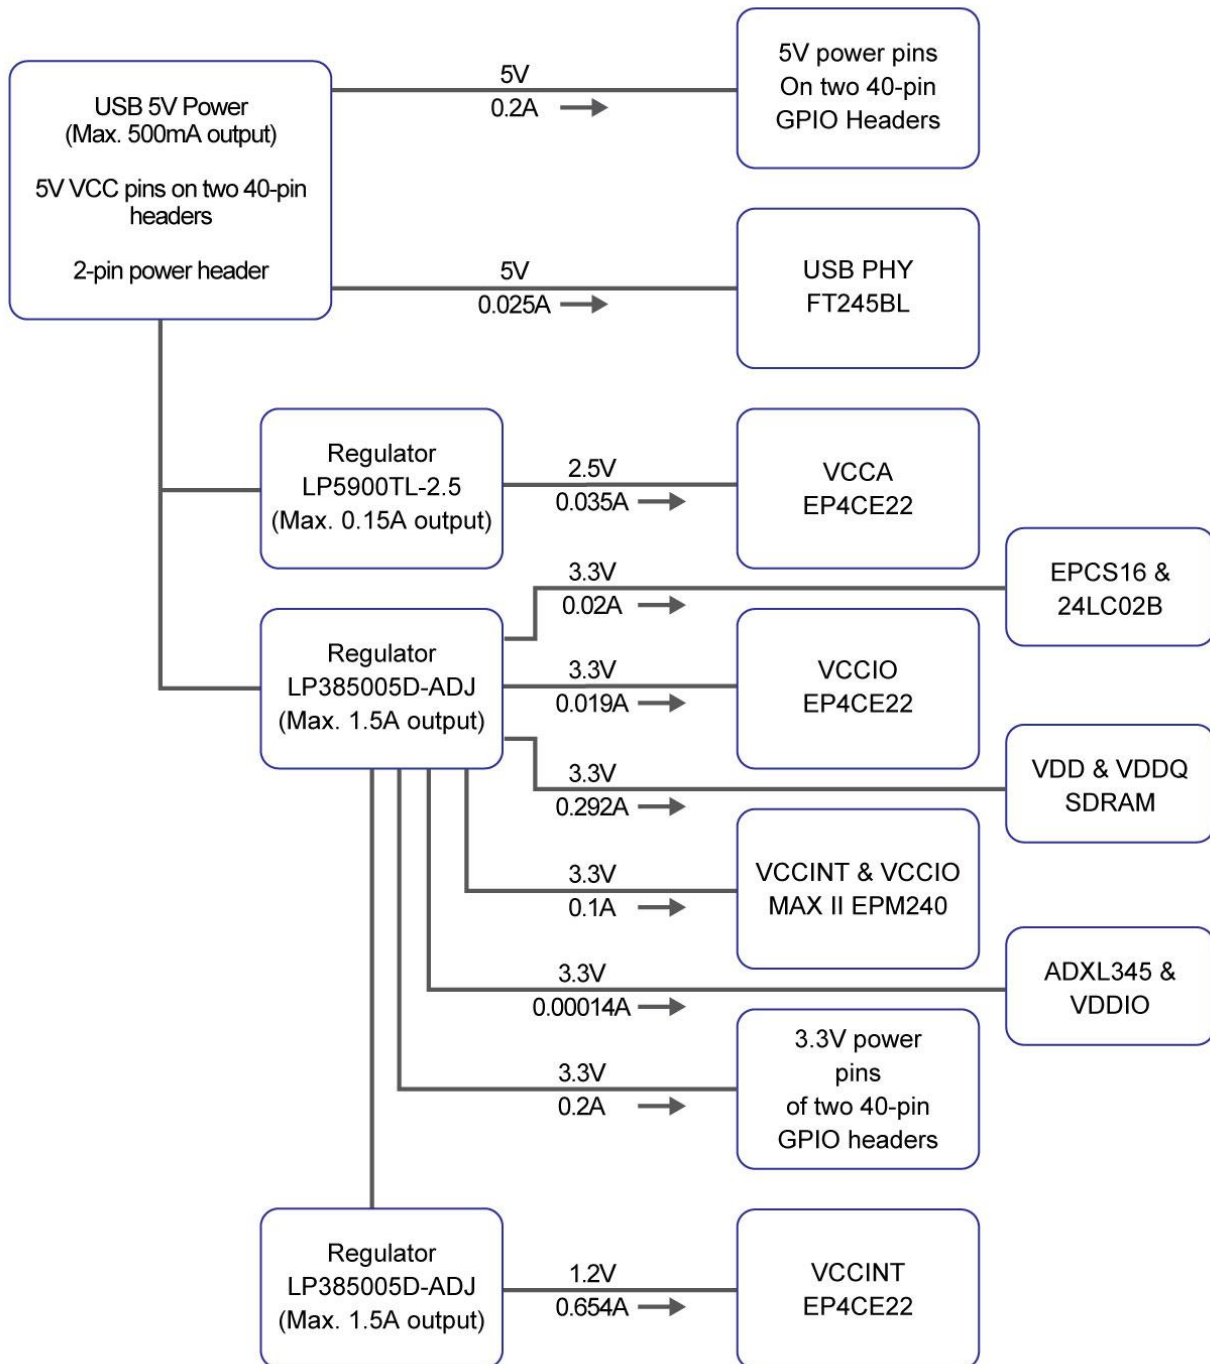 USB 5V Power
(Max. 500mA output)
5V VCC pins on two 40-pin
headers
2-pin power header
5V
0.2A
5V power pins
On two 40-pin
GPIO Headers
5V
0.025A
USB PHY
FT245BL
Regulator
LP5900TL-2.5
(Max. 0.15A output)
2.5V
0.035A
VCCA
EP4CE22
3.3V
0.02A
EPCS16 &
24LC02B
Regulator
LP385005D-ADJ
(Max. 1.5A output)
3.3V
0.019A
VCCIO
EP4CE22
3.3V
0.292A
VDD & VDDQ
SDRAM
3.3V
0.1A
VCCINT & VCCIO
MAX II EPM240
3.3V
0.00014A
ADXL345 &
VDDIO
3.3V
0.2A
3.3V power
pins
of two 40-pin
GPIO headers
Regulator
LP385005D-ADJ
(Max. 1.5A output)
1.2V
0.654A
VCCINT
EP4CE22